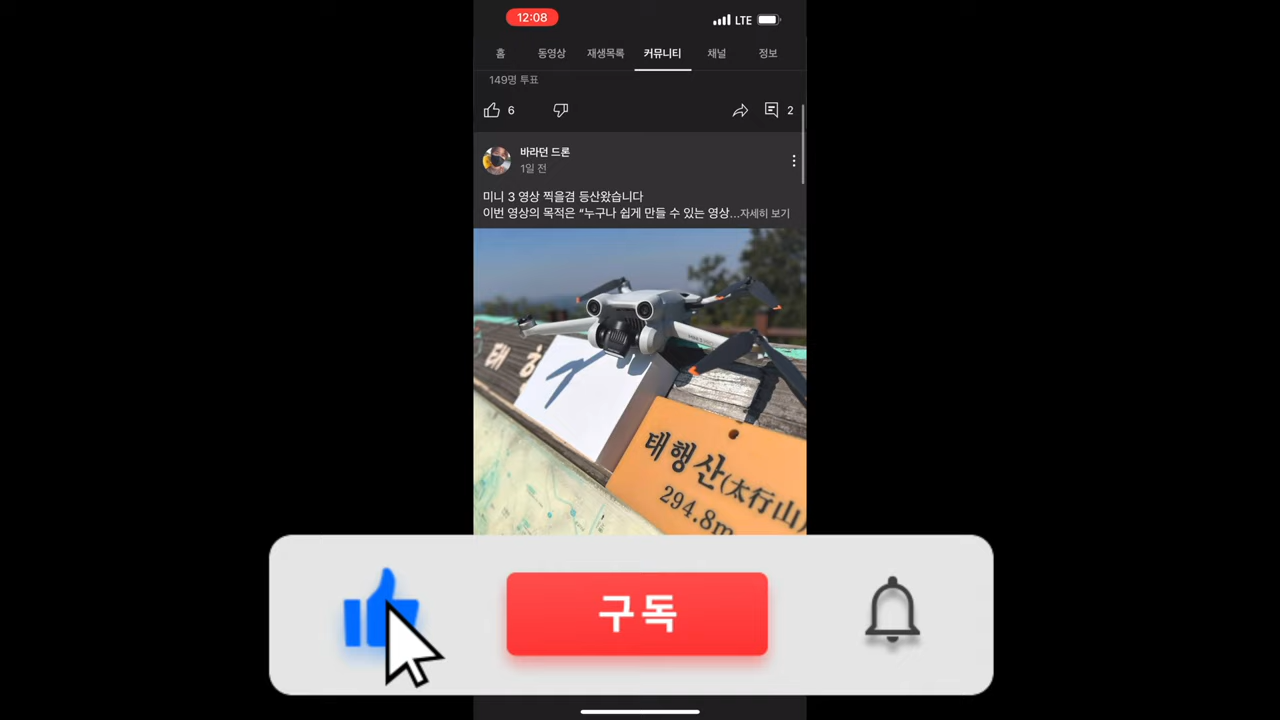 12:08
LTE
홈 동영상 재생목록 커뮤니티 채널 정보
149명 투표
6
2
바라던 드론
1일 전
미니 3 영상 찍을겸 등산왔습니다
이번 영상의 목적은 “누구나 쉽게 만들 수 있는 영상...자세히 보기
태행산(太行山)
294.8m
구독